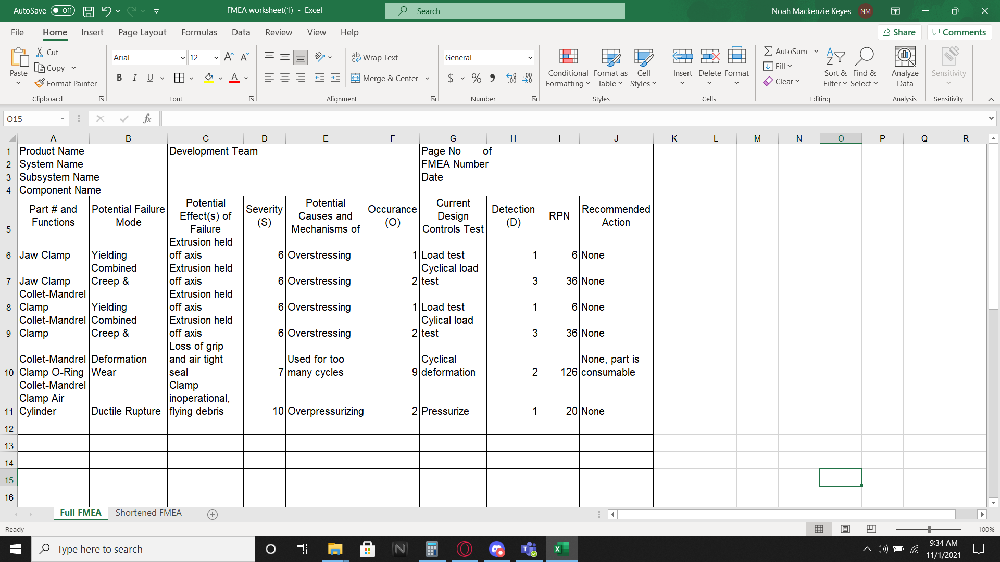 AutoSave Off FMEA worksheet(1) - Excel Search Noah Mackenzie Keyes NM
File Home Insert Page Layout Formulas Data Review View Help Share Comments
Paste Cut Copy Format Painter
Arial 12
B I U A
Wrap Text
Merge & Center
General
$ % 9
Conditional Formatting Format as Table Cell Styles
Insert Delete Format
AutoSum
Fill
Clear
Sort & Filter Find & Select
Analyze Data
Sensitivity
Clipboard Font Alignment Number Styles Cells Editing Analysis Sensitivity
O15 fx
A B C D E F G H I J K L M N O P Q R
1 Product Name Development Team Page No of
2 System Name FMEA Number
3 Subsystem Name Date
4 Component Name
5 Part # and Functions Potential Failure Mode Potential Effect(s) of Failure Severity (S) Potential Causes and Mechanisms of Occurance (O) Current Design Controls Test Detection (D) RPN Recommended Action
6 Jaw Clamp Yielding Extrusion held off axis 6 Overstressing 1 Load test 1 6 None
7 Jaw Clamp Combined Creep & Extrusion held off axis 6 Overstressing 2 Cyclical load test 3 36 None
8 Collet-Mandrel Clamp Yielding Extrusion held off axis 6 Overstressing 1 Load test 1 6 None
9 Collet-Mandrel Clamp Combined Creep & Extrusion held off axis 6 Overstressing 2 Cylical load test 3 36 None
10 Collet-Mandrel Clamp O-Ring Deformation Wear Loss of grip and air tight seal 7 Used for too many cycles 9 Cyclical deformation 2 126 None, part is consumable
11 Collet-Mandrel Clamp Air Cylinder Ductile Rupture Clamp inoperational, flying debris 10 Overpressurizing 2 Pressurize 1 20 None
12
13
14
15
16
Full FMEA Shortened FMEA
Ready 100%
Type here to search 9:34 AM
11/1/2021